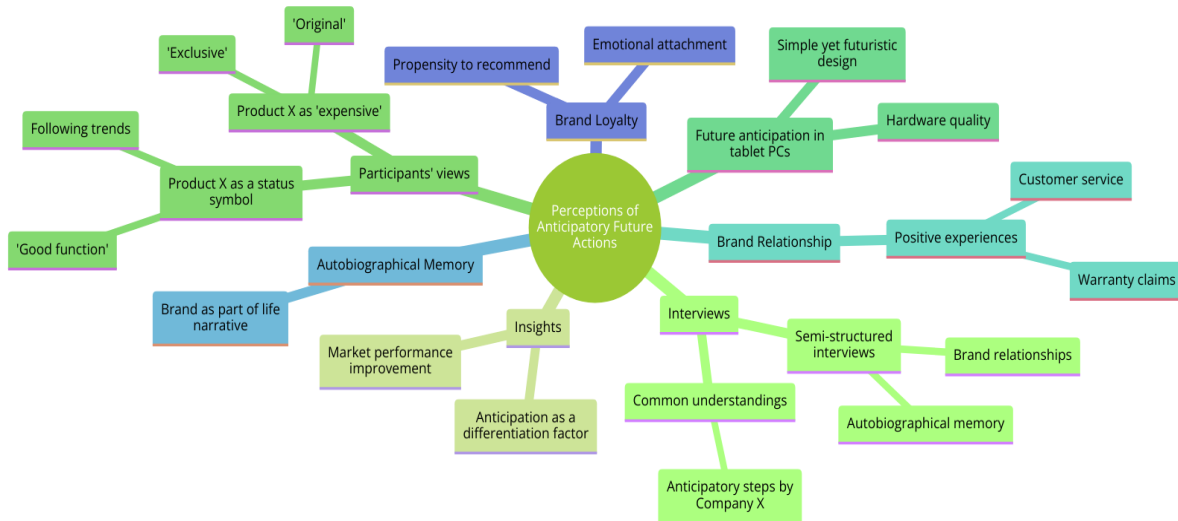 'Original'
'Exclusive'
Product X as 'expensive'
Following trends
Product X as a status
symbol
'Good function'
Participants' views
Propensity to recommend
Emotional attachment
Brand Loyalty
Simple yet futuristic
design
Hardware quality
Future anticipation in
tablet PCs
Perceptions of
Anticipatory Future
Actions
Customer service
Brand Relationship
Positive experiences
Warranty claims
Autobiographical Memory
Brand as part of life
narrative
Insights
Market performance
improvement
Anticipation as a
differentiation factor
Interviews
Semi-structured
interviews
Brand relationships
Autobiographical memory
Common understandings
Anticipatory steps by
Company X